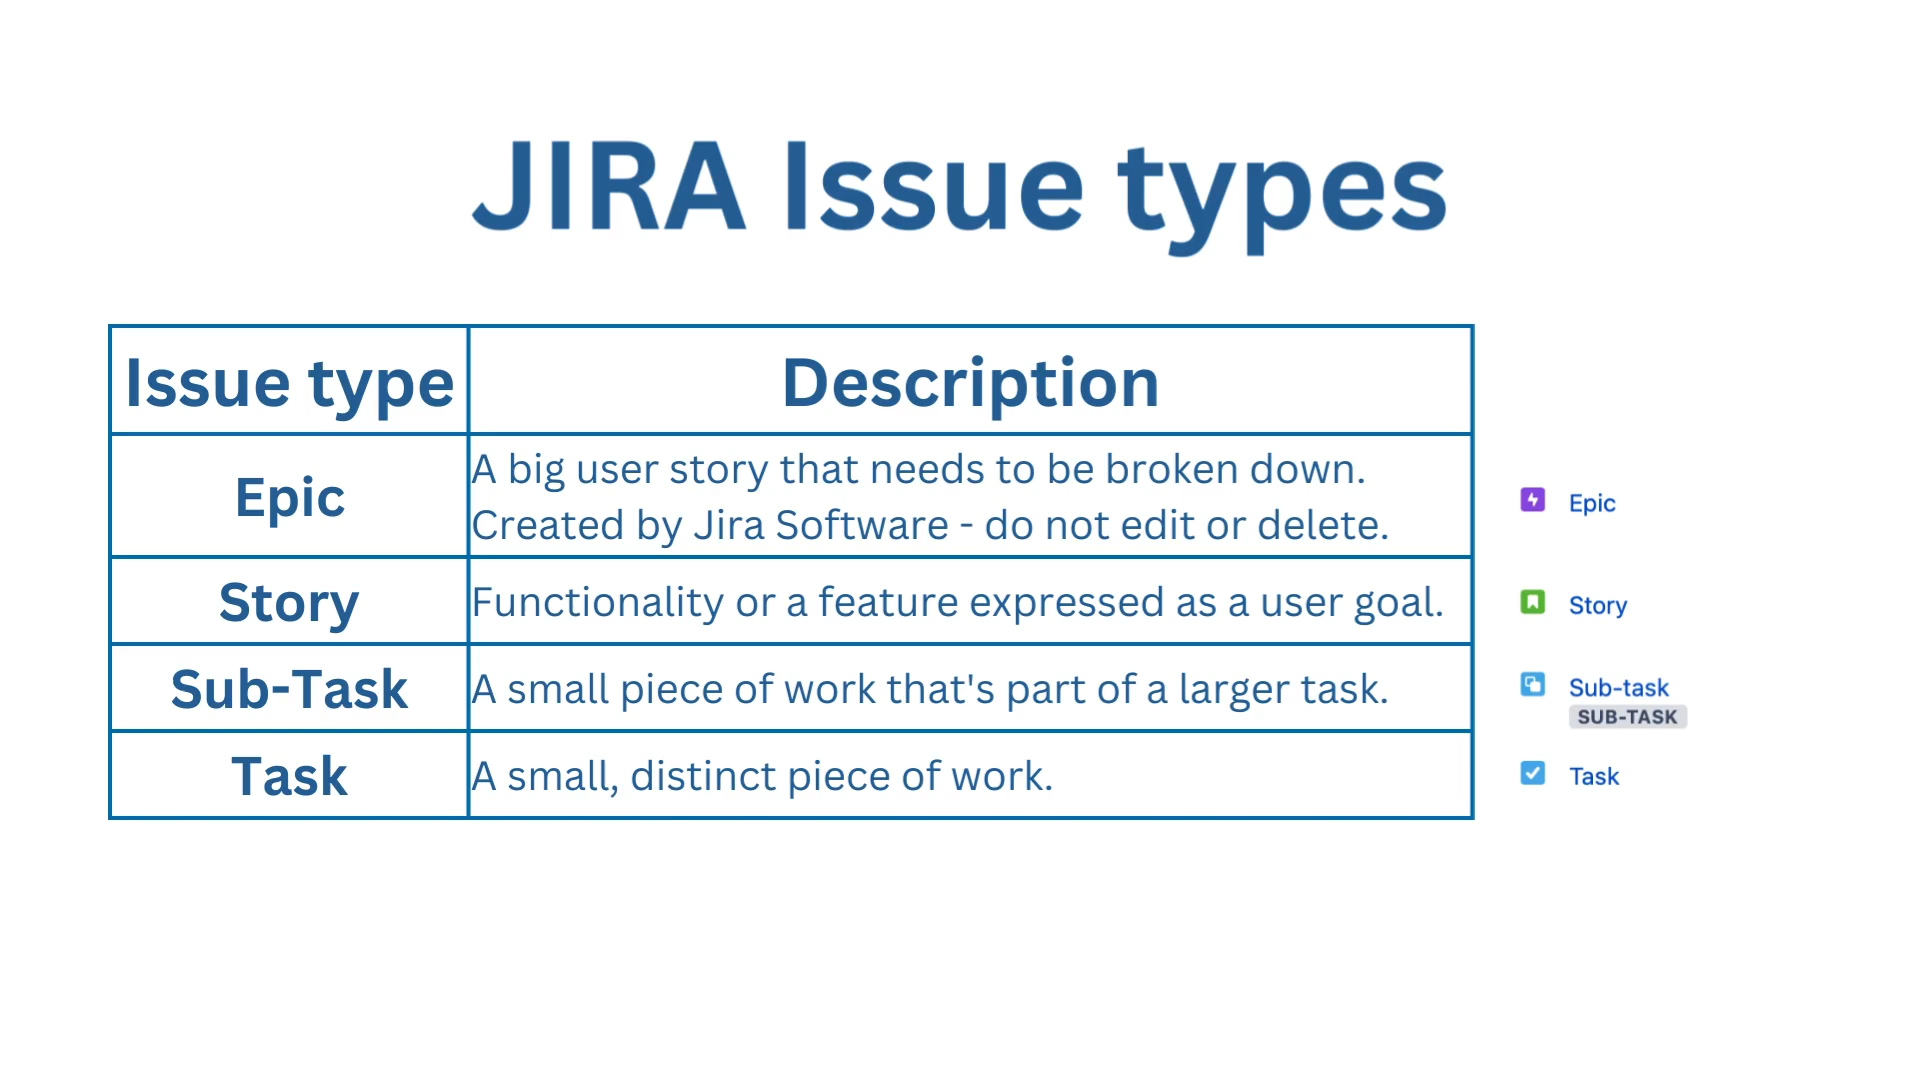 JIRA Issue types
Issue type
Description
Epic
A big user story that needs to be broken down.
Created by Jira Software - do not edit or delete.
Epic
Story
Functionality or a feature expressed as a user goal.
Story
Sub-Task
A small piece of work that's part of a larger task.
Sub-task
SUB-TASK
Task
A small, distinct piece of work.
Task